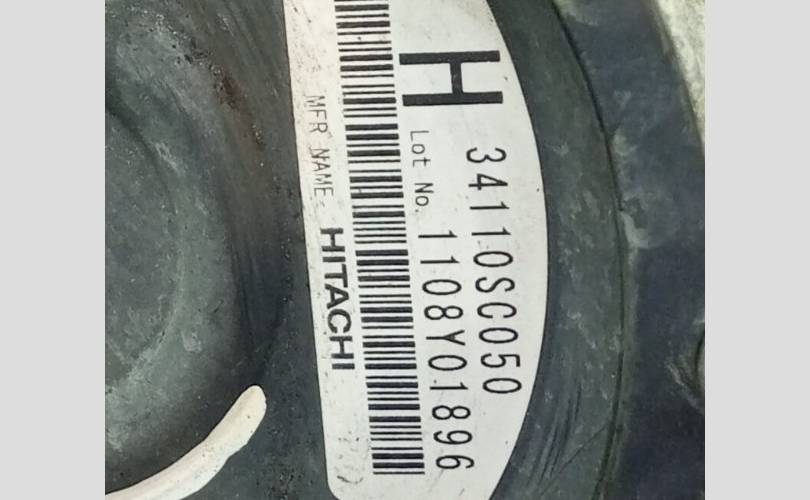 H 34110SC050
Lot No. 1108Y01896
MFR NAME: HITACHI